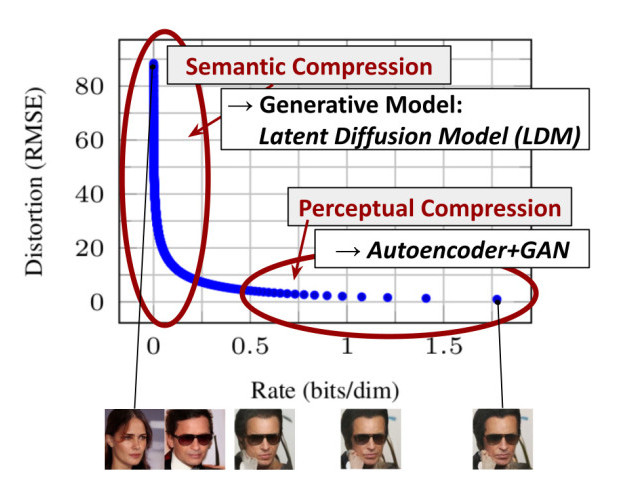 Semantic Compression
→ Generative Model:
Latent Diffusion Model (LDM)
Perceptual Compression
→ Autoencoder+GAN
Distortion (RMSE)
80
60
40
20
0
0 0.5 1 1.5
Rate (bits/dim)